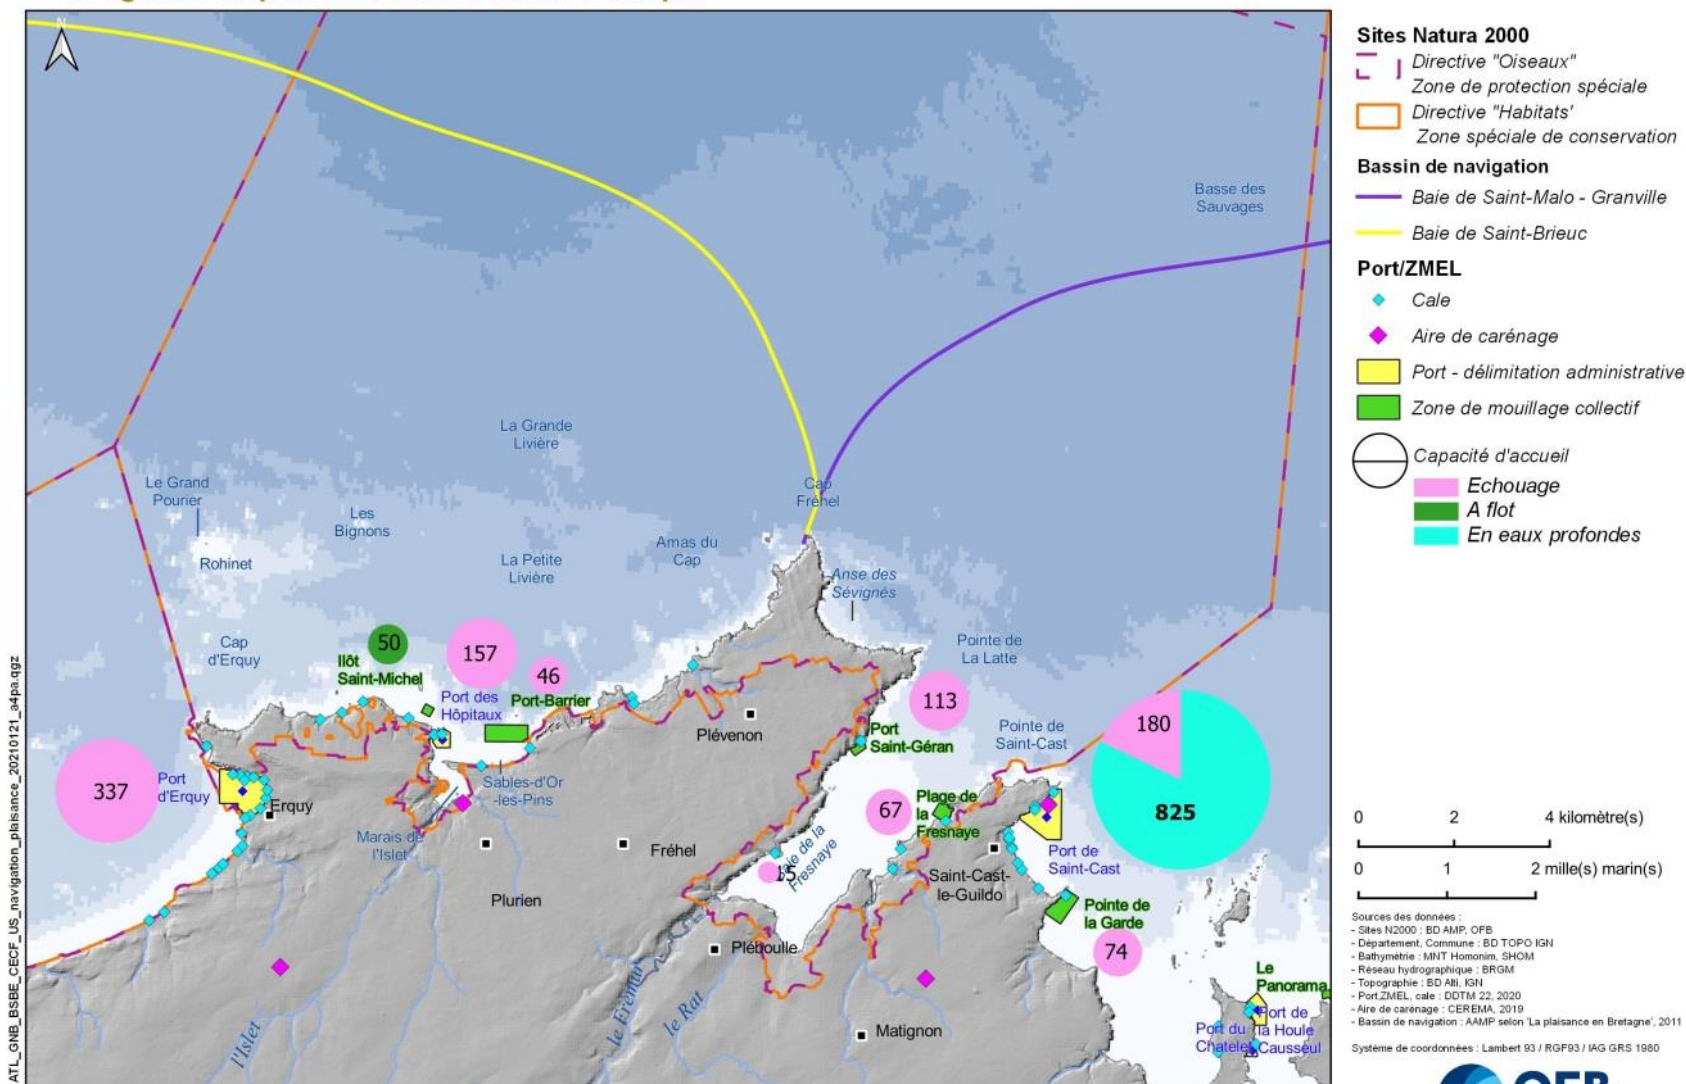 N
Basse des
Sauvages
La Grande
Livière
Cap
Fréhel
Le Grand
Pourier
Les
Bignons
Rohinet
La Petite
Livière
Amas du
Cap
Anse des
Sévignés
Cap
d'Erquy
Pointe de
La Latte
50
Ilôt
Saint-Michel
157
46
Port des
Hôpitaux
Port-Barrier
113
Plévenon
Port
Saint-Géran
Pointe de
Saint-Cast
180
825
337
Port
d'Erquy
Erquy
Sables-d'Or
-les-Pins
67
Plage de
la
Fresnaye
Marais de
l'Islet
Fréhel
Baie de la
Fresnaye
15
Port de
Saint-Cast
Saint-Cast-
le-Guildo
Plurien
Pointe de
la Garde
74
Pléboulle
l'Islet
le Frémur
le Rat
Matignon
Le
Panorama
Port du
Chatelet
Port de
la Houle
Causseul
ATL_GNB_BSBE_CECF_US_navigation_plaisance_20210121_a4pa.qgz
Sites Natura 2000
Directive "Oiseaux"
Zone de protection spéciale
Directive "Habitats'
Zone spéciale de conservation
Bassin de navigation
Baie de Saint-Malo - Granville
Baie de Saint-Brieuc
Port/ZMEL
Cale
Aire de carénage
Port - délimitation administrative
Zone de mouillage collectif
Capacité d'accueil
Echouage
A flot
En eaux profondes
0 2 4 kilomètre(s)
0 1 2 mille(s) marin(s)
Sources des données :
- Sites N2000 : BD AMP, OFB
- Département, Commune : BD TOPO IGN
- Bathymétrie : MNT Homonim, SHOM
- Réseau hydrographique : BRGM
- Topographie : BD Alti, IGN
- Port,ZMEL, cale : DDTM 22, 2020
- Aire de carénage : CEREMA, 2019
- Bassin de navigation : AAMP selon 'La plaisance en Bretagne', 2011
Système de coordonnées : Lambert 93 / RGF93 / IAG GRS 1980
OFB